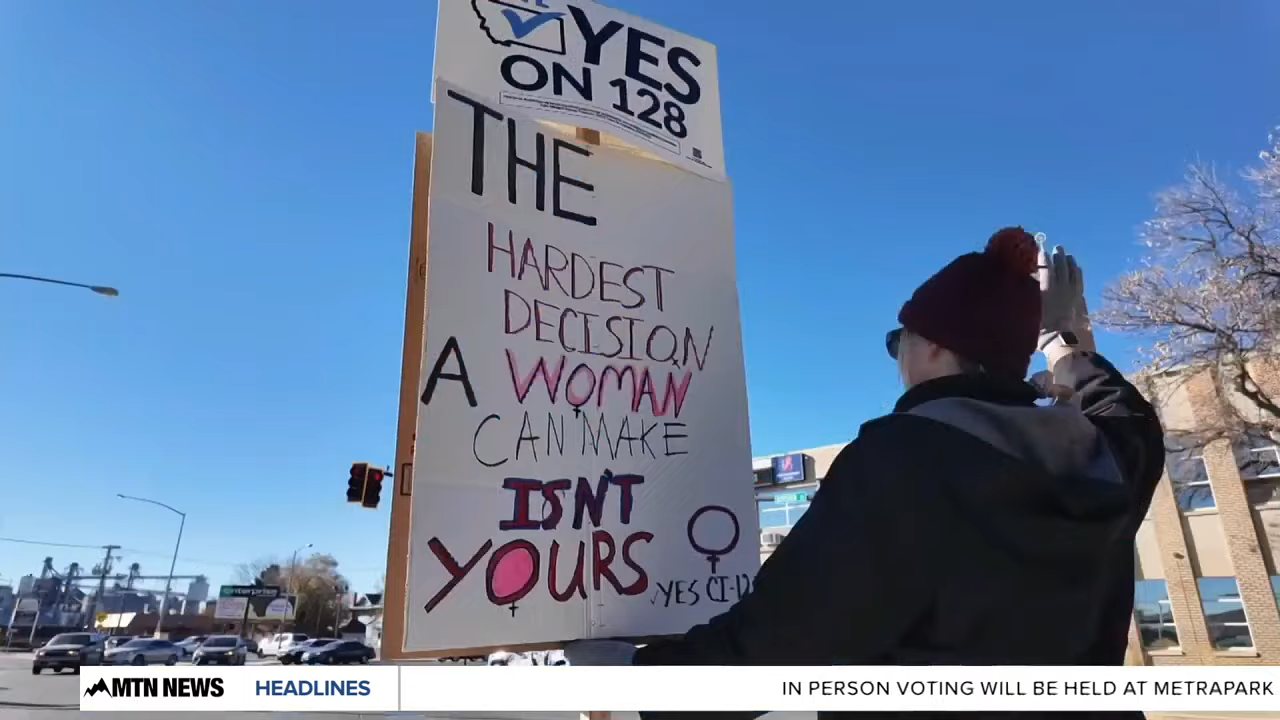 YES
ON 128
THE
HARDEST
DECISION
A WOMAN
CAN MAKE
ISN'T
YOURS
YES CI-12
enterprise
MTN NEWS HEADLINES IN PERSON VOTING WILL BE HELD AT METRAPARK